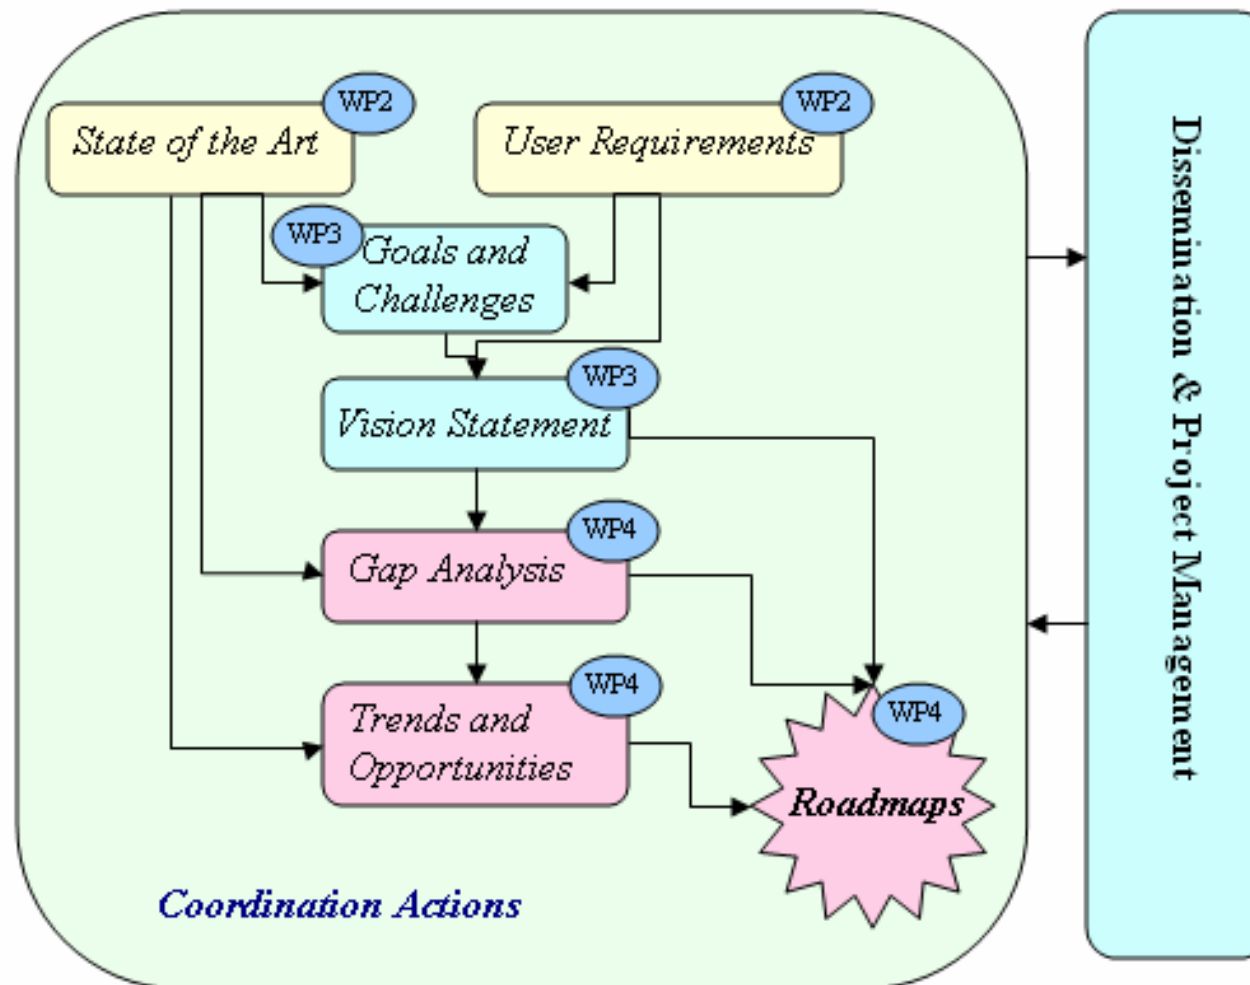 WP2
State of the Art
WP2
User Requirements
WP3
Goals and
Challenges
WP3
Vision Statement
WP4
Gap Analysis
WP4
Trends and
Opportunities
WP4
Roadmaps
Coordination Actions
Dissemination & Project Management